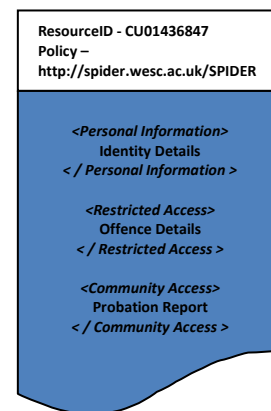 ResourceID - CU01436847
Policy –
http://spider.wesc.ac.uk/SPIDER
<Personal Information>
Identity Details
< / Personal Information >
<Restricted Access>
Offence Details
< / Restricted Access >
<Community Access>
Probation Report
< / Community Access >